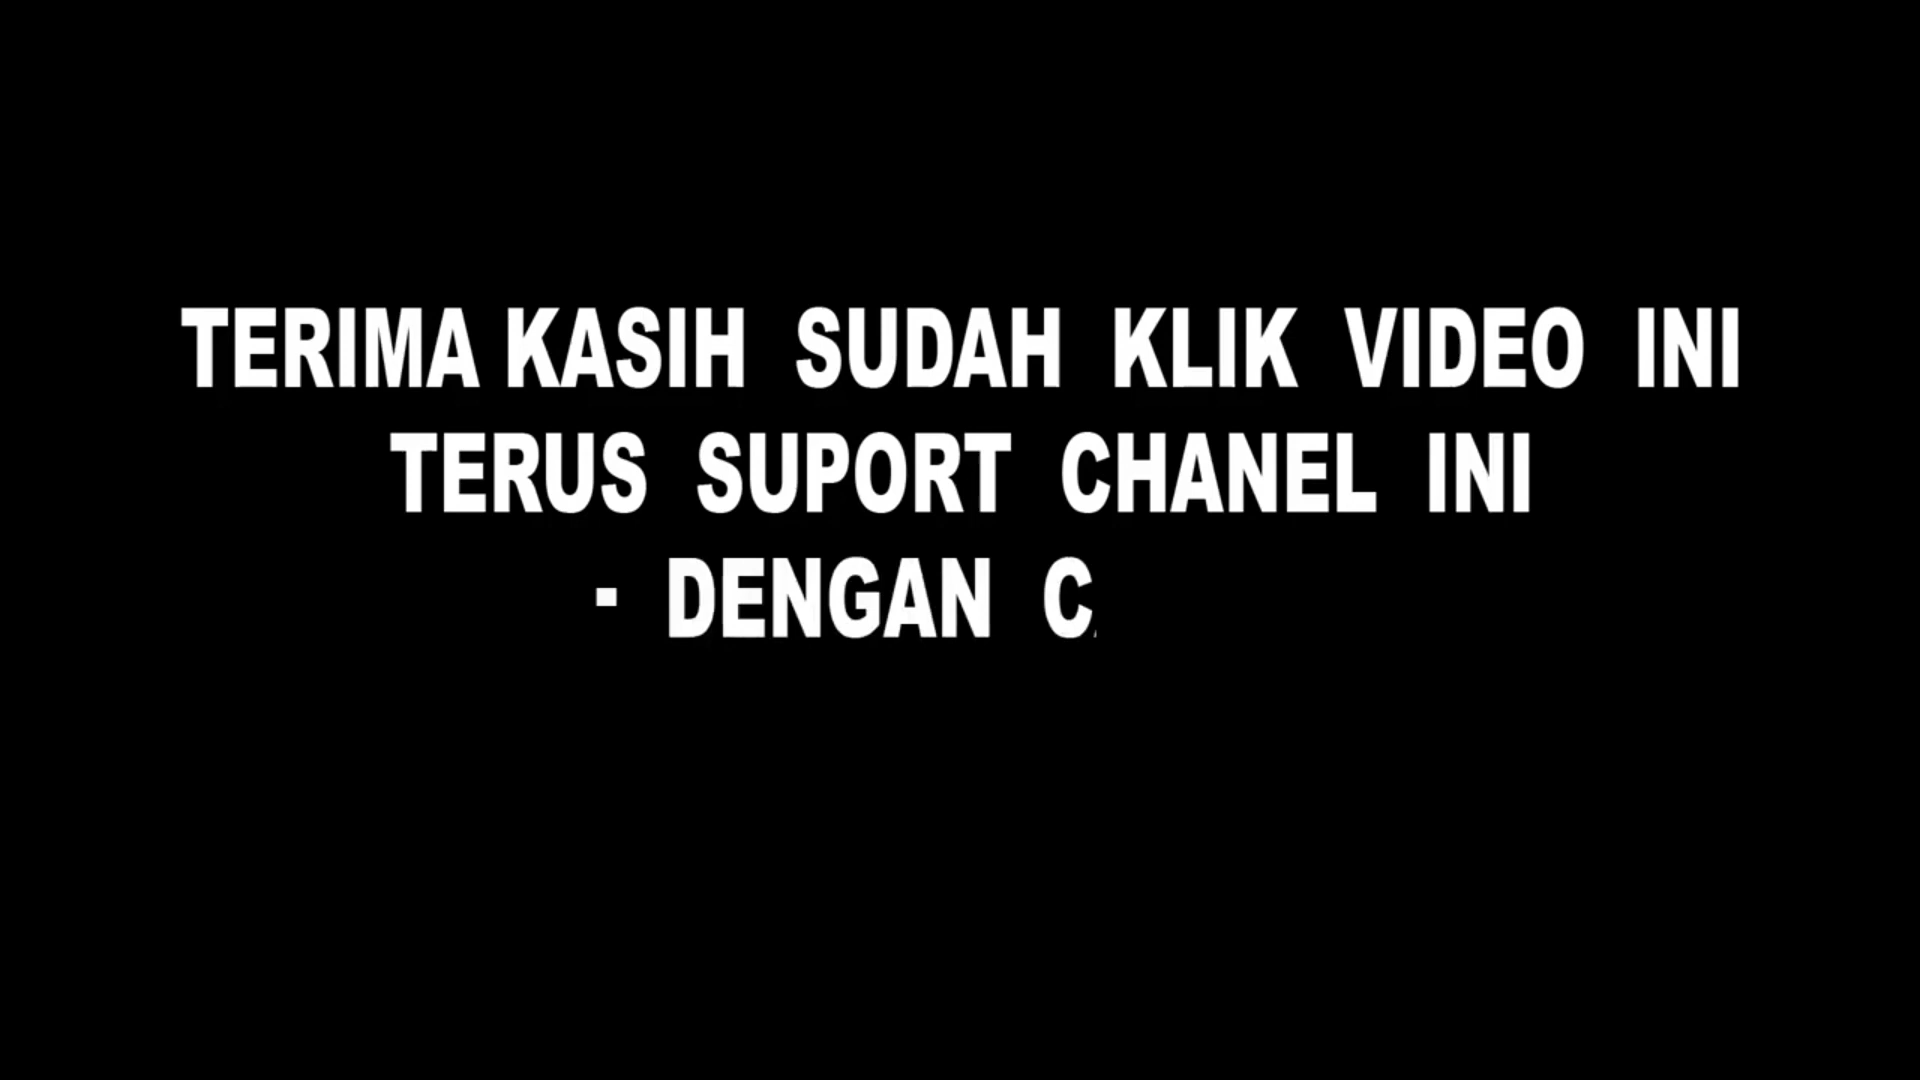 TERIMA KASIH SUDAH KLIK VIDEO INI
TERUS SUPORT CHANEL INI
- DENGAN C